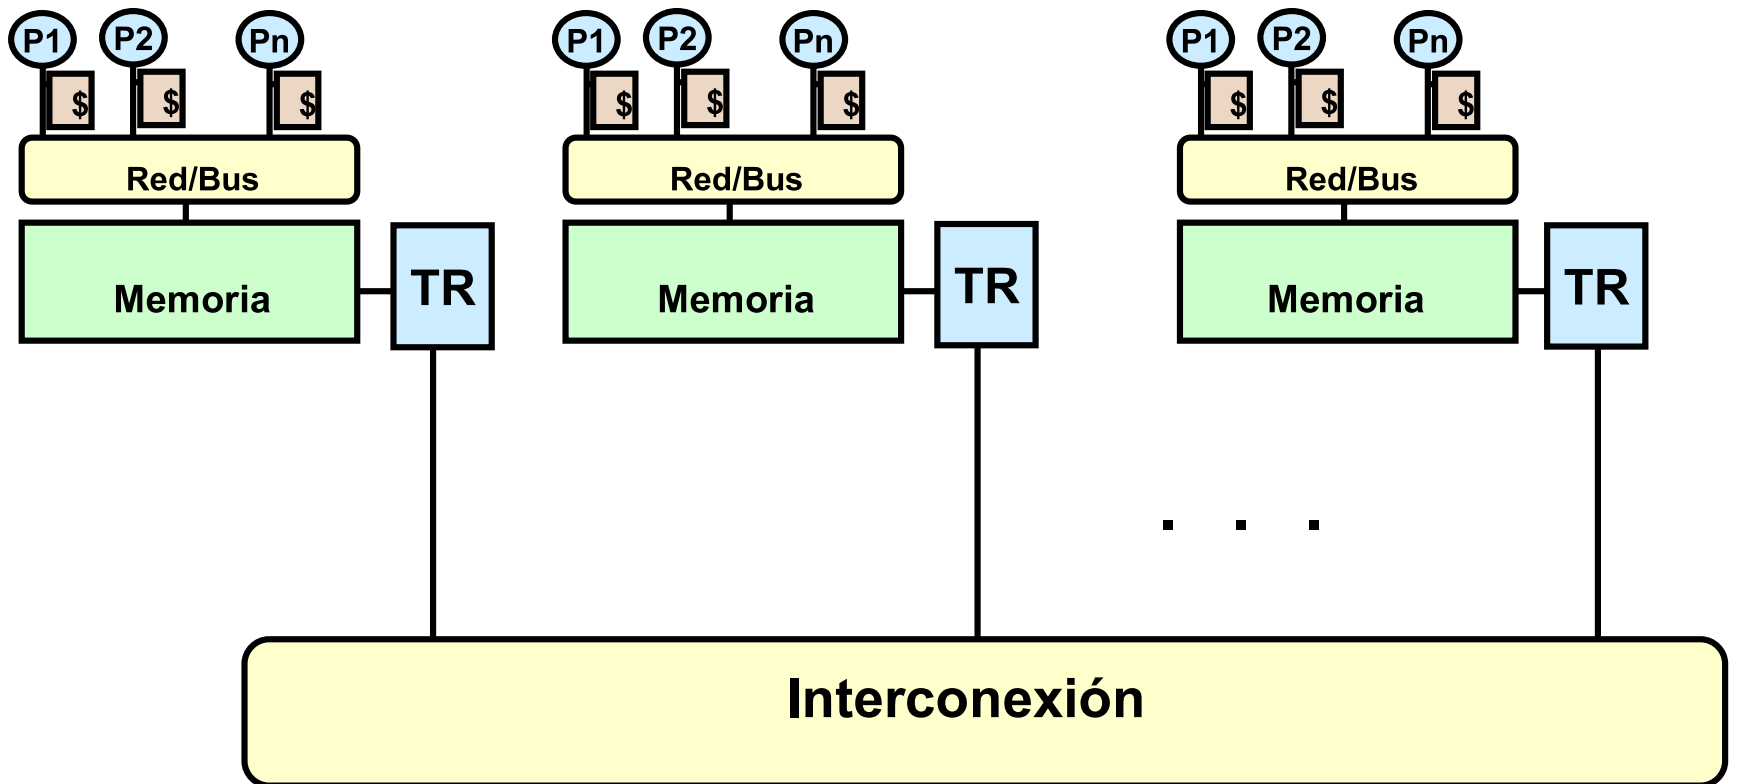 P1 P2 Pn P1 P2 Pn P1 P2 Pn
$ $ $ $ $ $ $ $ $
Red/Bus Red/Bus Red/Bus
Memoria TR Memoria TR Memoria TR
. . .
Interconexión